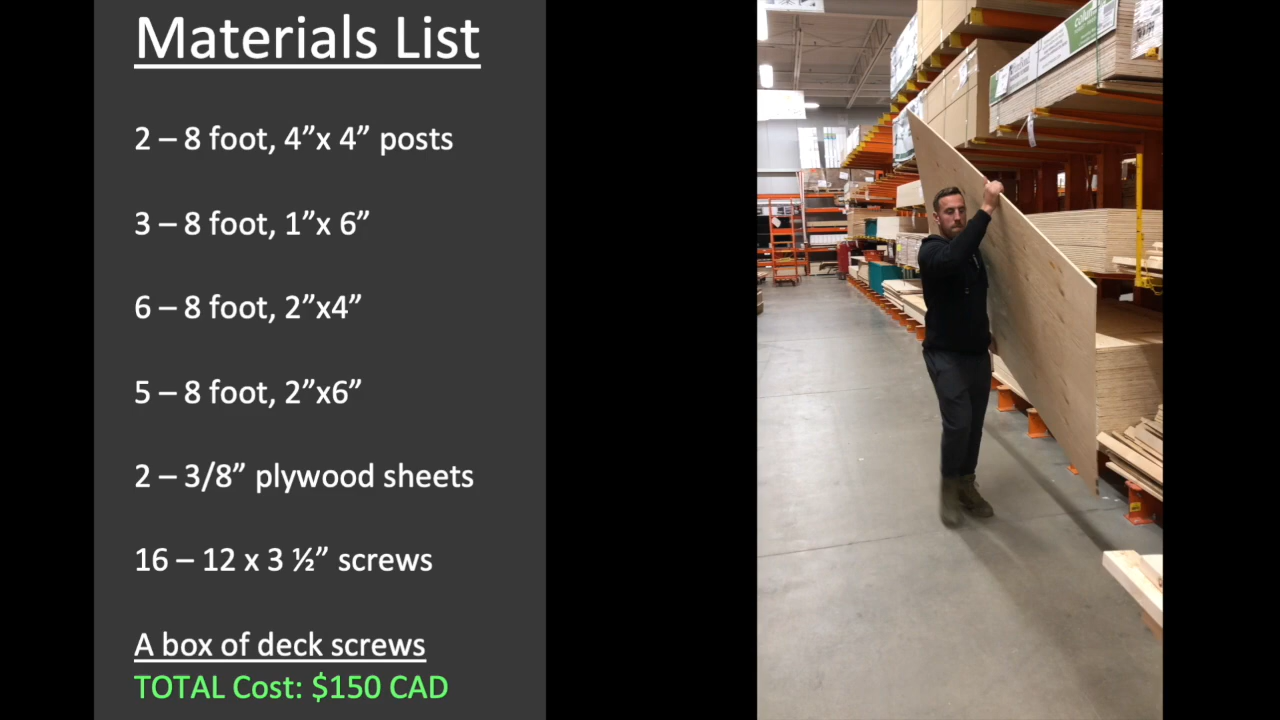 Materials List
2 – 8 foot, 4”x 4” posts
3 – 8 foot, 1”x 6”
6 – 8 foot, 2”x4”
5 – 8 foot, 2”x6”
2 – 3/8” plywood sheets
16 – 12 x 3 ½” screws
A box of deck screws
TOTAL Cost: $150 CAD